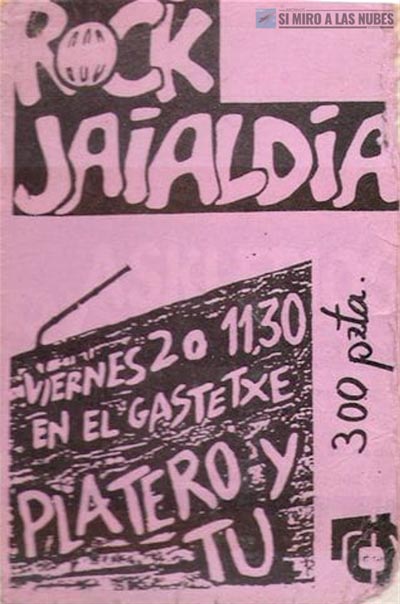 SI MIRO A LAS NUBES
ROCK
JAIALDIA
VIERNES 20 11,30
EN EL GASTETXE
PLATERO Y
TU
300 pzta.